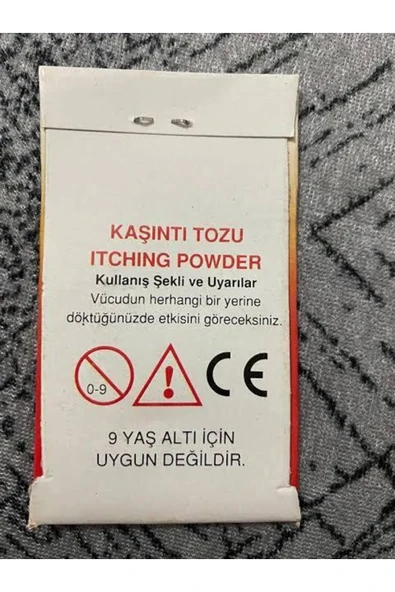 KAŞINTI TOZU
ITCHING POWDER
Kullanış Şekli ve Uyarılar
Vücudun herhangi bir yerine
döktüğünüzde etkisini göreceksiniz.
0-9
CE
9 YAŞ ALTI İÇİN
UYGUN DEĞİLDİR.